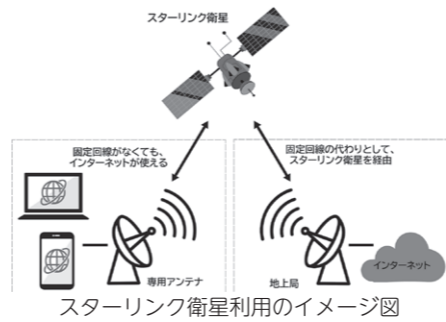 スターリンク衛星
固定回線がなくても、
インターネットが使える
固定回線の代わりとして、
スターリンク衛星を経由
専用アンテナ
地上局
インターネット
スターリンク衛星利用のイメージ図